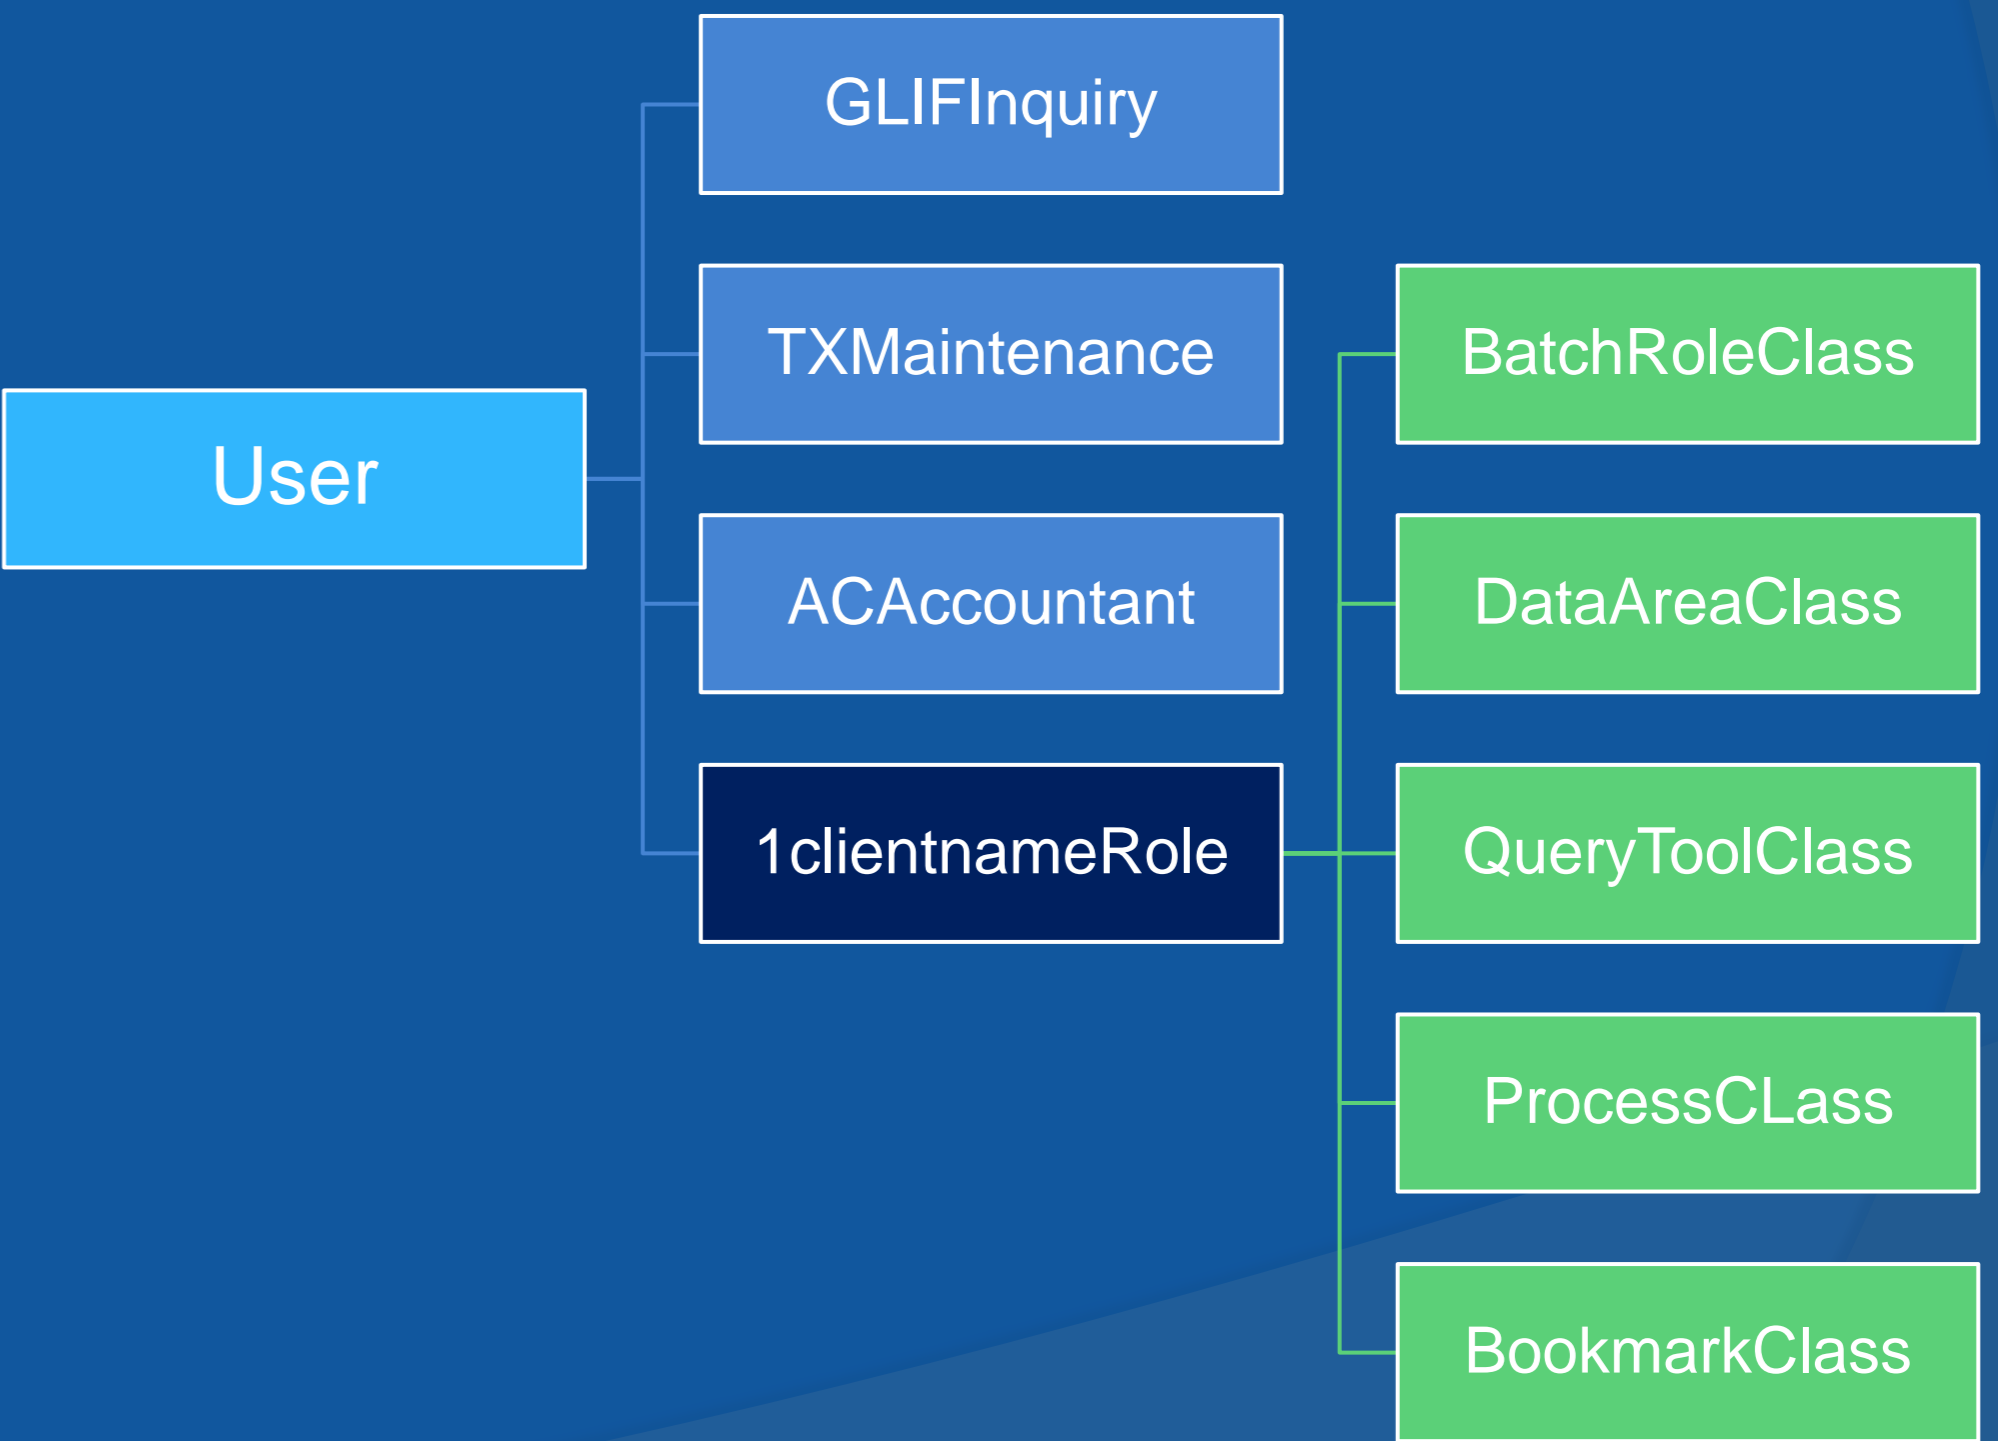 User
GLIFInquiry
TXMaintenance
ACAccountant
1clientnameRole
BatchRoleClass
DataAreaClass
QueryToolClass
ProcessCLass
BookmarkClass